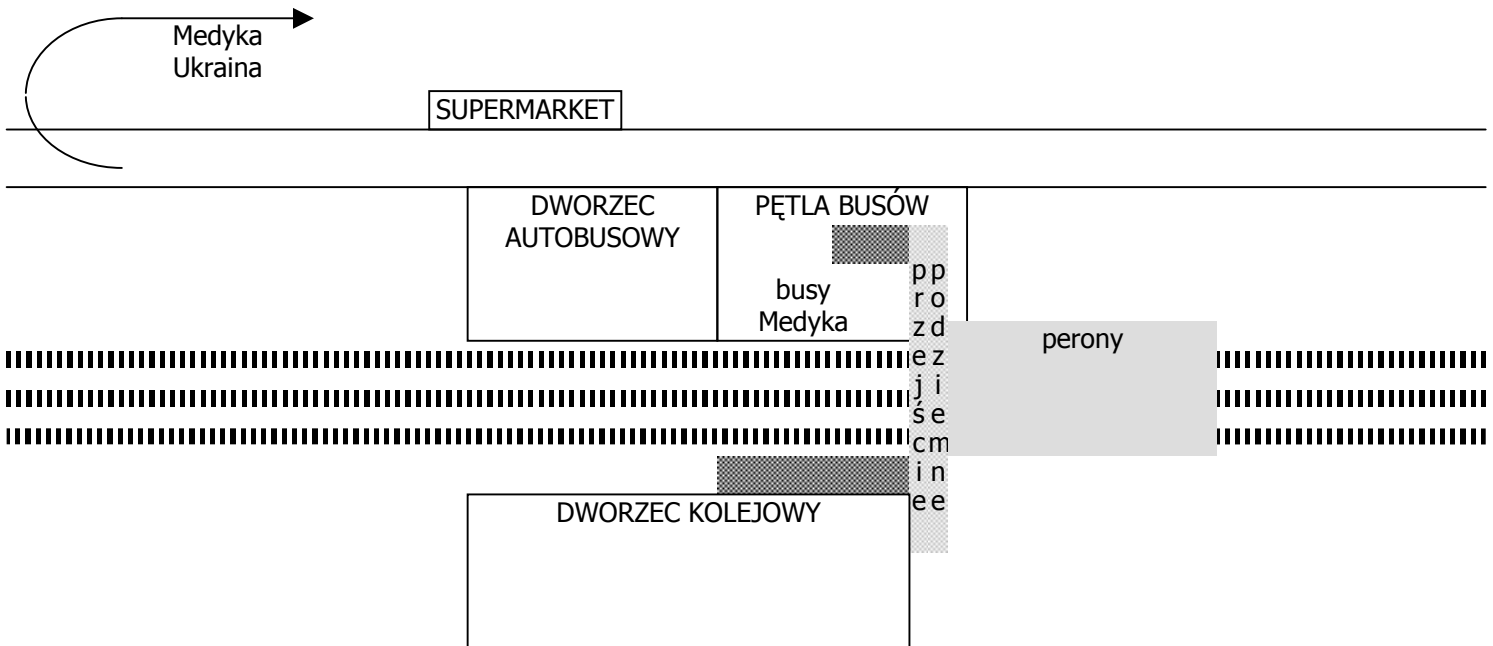 Medyka
Ukraina
SUPERMARKET
DWORZEC
AUTOBUSOWY
PĘTLA BUSÓW
busy
Medyka
przejście
podziemne
perony
DWORZEC KOLEJOWY